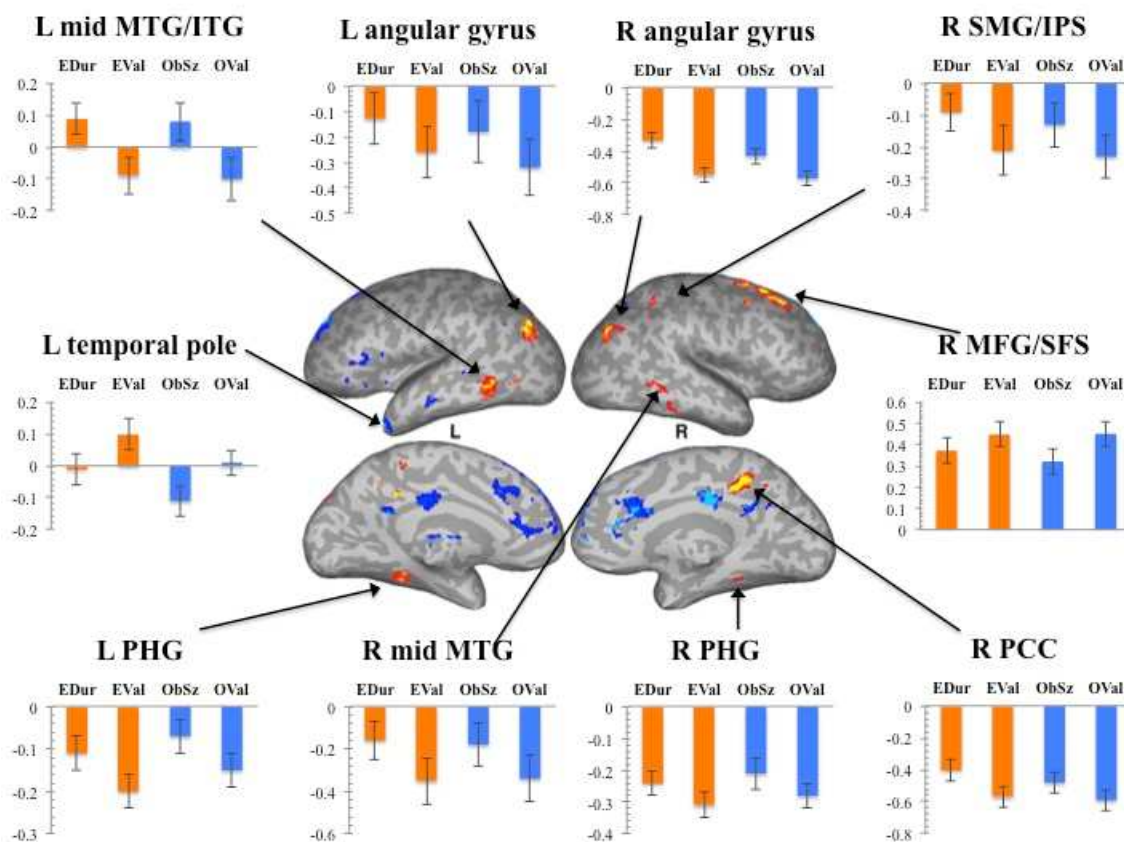 L mid MTG/ITG
EDur EVal ObSz OVal
0.2
0.1
0
-0.1
-0.2
L angular gyrus
EDur EVal ObSz OVal
0
-0.1
-0.2
-0.3
-0.4
-0.5
R angular gyrus
EDur EVal ObSz OVal
0
-0.2
-0.4
-0.6
-0.8
R SMG/IPS
EDur EVal ObSz OVal
0
-0.1
-0.2
-0.3
-0.4
L temporal pole
EDur EVal ObSz OVal
0.2
0.1
0
-0.1
-0.2
L
R
R MFG/SFS
EDur EVal ObSz OVal
0.6
0.5
0.4
0.3
0.2
0.1
0
L PHG
EDur EVal ObSz OVal
0
-0.1
-0.2
-0.3
R mid MTG
EDur EVal ObSz OVal
0
-0.2
-0.4
-0.6
R PHG
EDur EVal ObSz OVal
0
-0.1
-0.2
-0.3
-0.4
R PCC
EDur EVal ObSz OVal
0
-0.2
-0.4
-0.6
-0.8